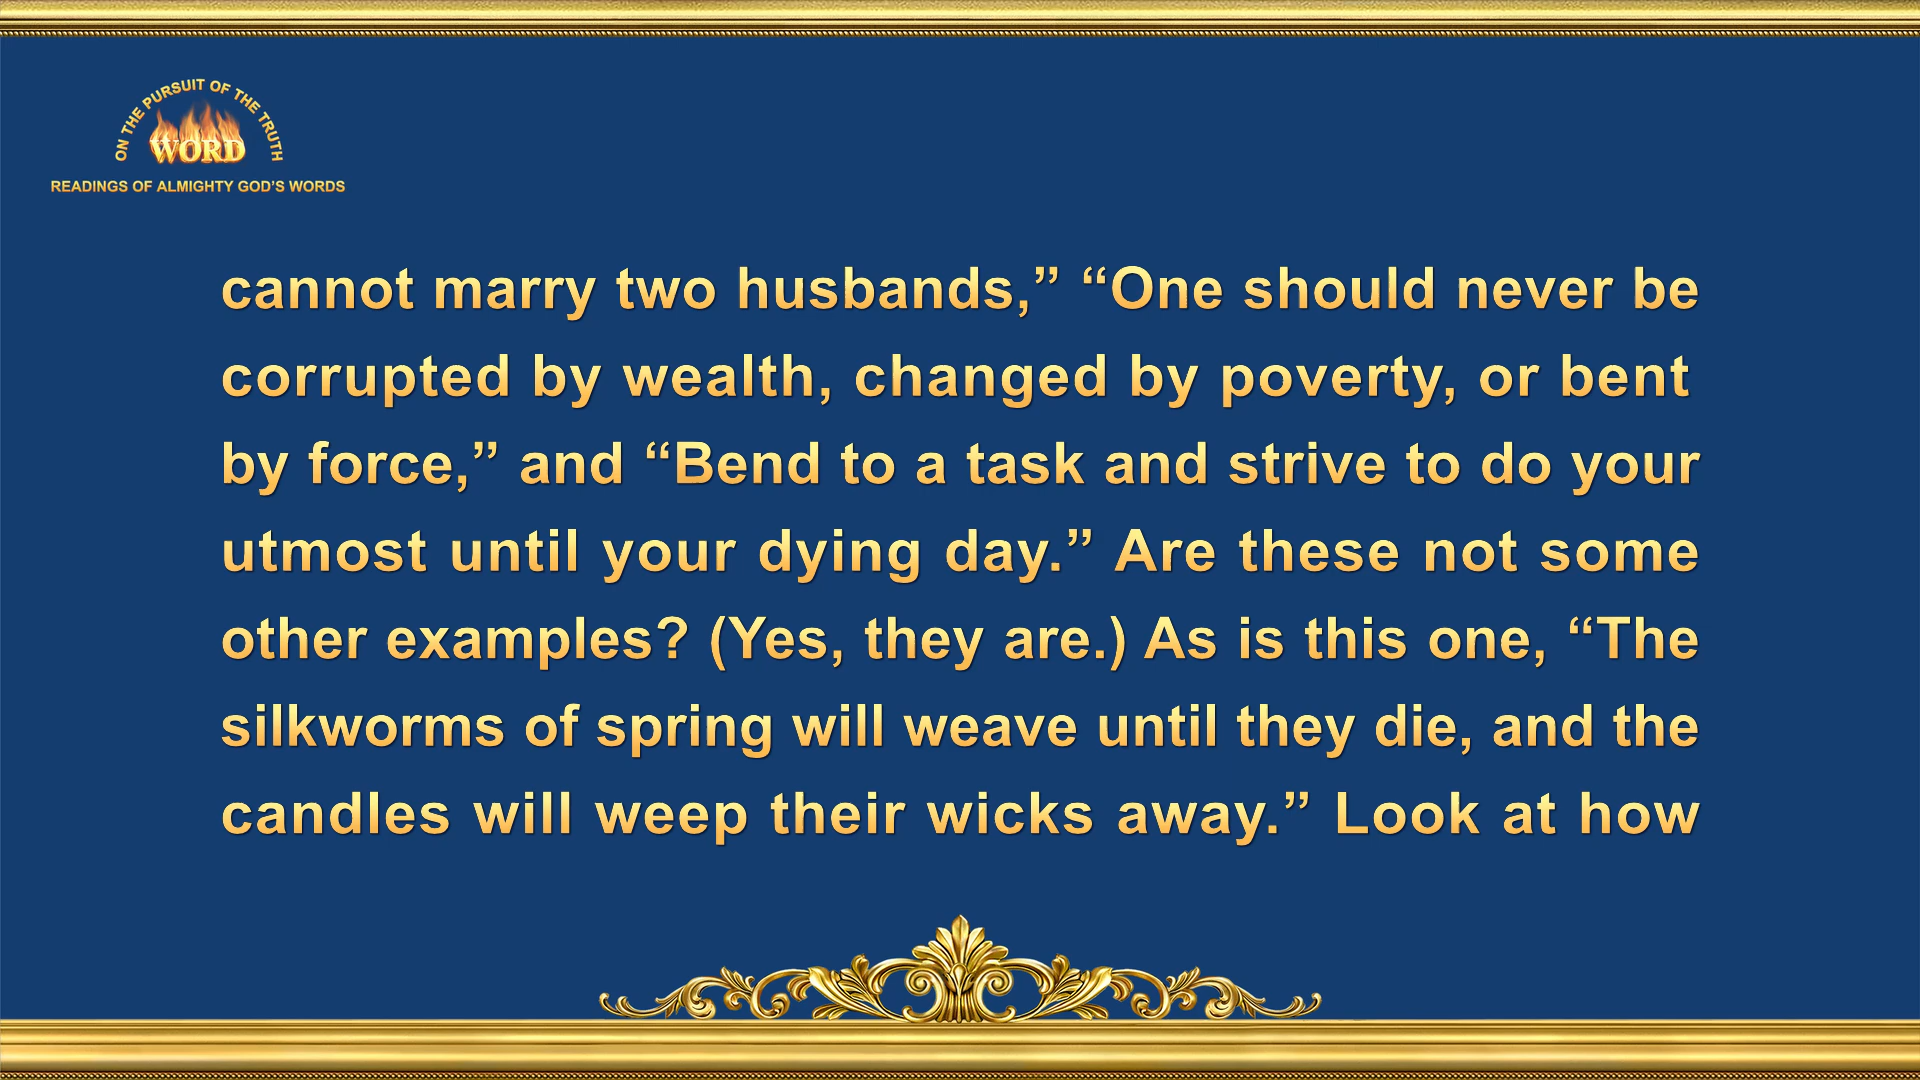 ON THE PURSUIT OF THE TRUTH
WORD
READINGS OF ALMIGHTY GOD’S WORDS
cannot marry two husbands,” “One should never be
corrupted by wealth, changed by poverty, or bent
by force,” and “Bend to a task and strive to do your
utmost until your dying day.” Are these not some
other examples? (Yes, they are.) As is this one, “The
silkworms of spring will weave until they die, and the
candles will weep their wicks away.” Look at how